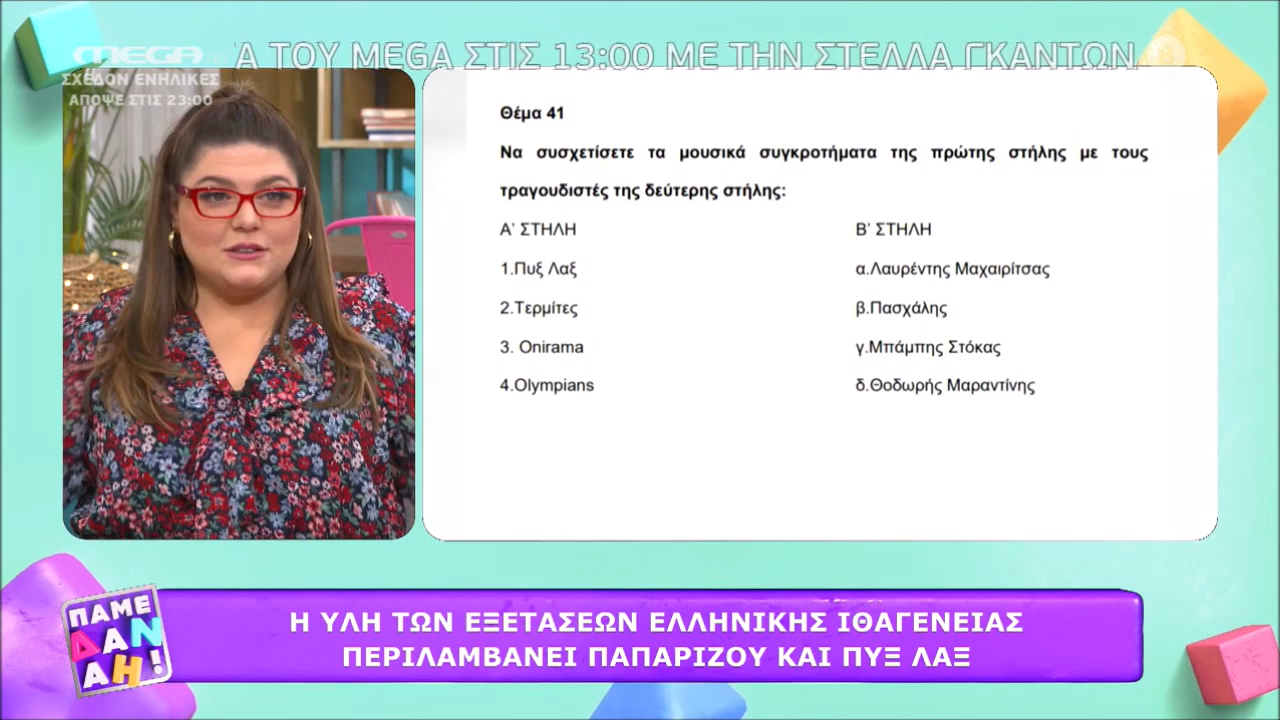 Α ΤΟΥ MEGA ΣΤΙΣ 13:00 ΜΕ ΤΗΝ ΣΤΕΛΛΑ ΓΚΑΝΤΩΝΑ
MEGA
ΣΧΕΔΟΝ ΕΝΗΛΙΚΕΣ
ΑΠΟΨΕ ΣΤΙΣ 23:00
Θέμα 41
Να συσχετίσετε τα μουσικά συγκροτήματα της πρώτης στήλης με τους
τραγουδιστές της δεύτερης στήλης:
Α' ΣΤΗΛΗ
Β' ΣΤΗΛΗ
1.Πυξ Λαξ
α.Λαυρέντης Μαχαιρίτσας
2.Τερμίτες
β.Πασχάλης
3. Onirama
γ.Μπάμπης Στόκας
4.Olympians
δ.Θοδωρής Μαραντίνης
ΠΑΜΕ
ΔΑΝ
ΑΗ!
Η ΥΛΗ ΤΩΝ ΕΞΕΤΑΣΕΩΝ ΕΛΛΗΝΙΚΗΣ ΙΘΑΓΕΝΕΙΑΣ
ΠΕΡΙΛΑΜΒΑΝΕΙ ΠΑΠΑΡΙΖΟΥ ΚΑΙ ΠΥΞ ΛΑΞ